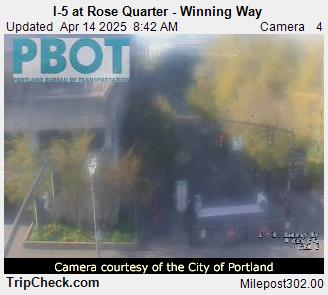 I-5 at Rose Quarter - Winning Way
Updated Apr 14 2025 8:42 AM Camera 4
PBOT
PORTLAND BUREAU OF TRANSPORTATION
Camera courtesy of the City of Portland
TripCheck.com Milepost302.00